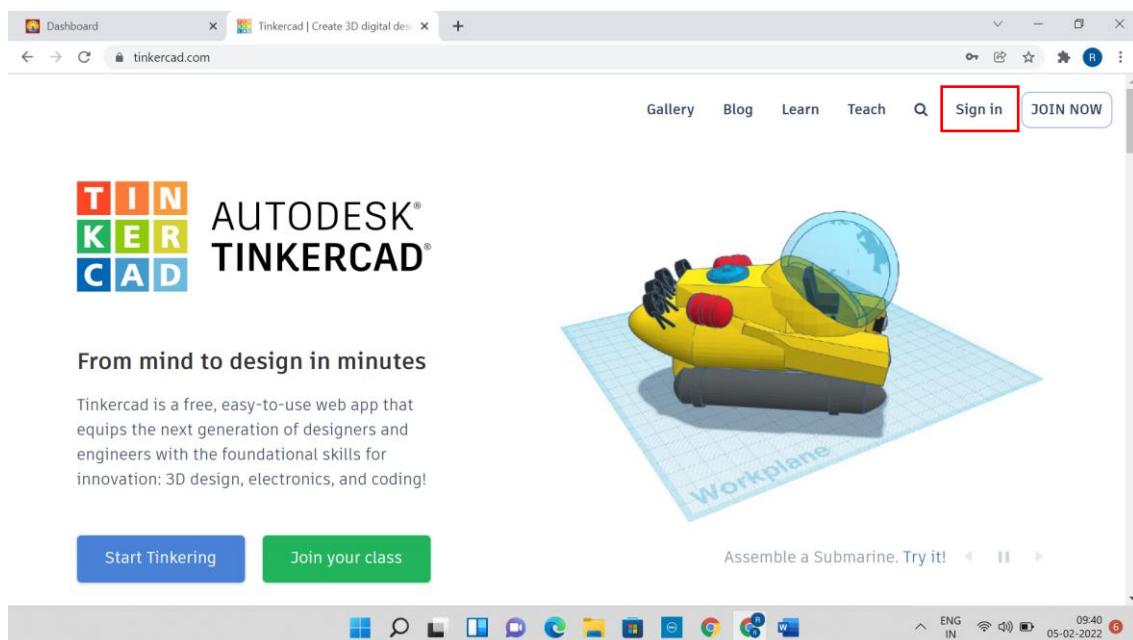 Dashboard
Tinkercad | Create 3D digital desi
tinkercad.com
R
Gallery Blog Learn Teach Sign in JOIN NOW
TIN
KER
CAD
AUTODESK®
TINKERCAD®
From mind to design in minutes
Tinkercad is a free, easy-to-use web app that
equips the next generation of designers and
engineers with the foundational skills for
innovation: 3D design, electronics, and coding!
Start Tinkering Join your class
Workplane
Assemble a Submarine. Try it!
ENG
IN
09:40
05-02-2022
6